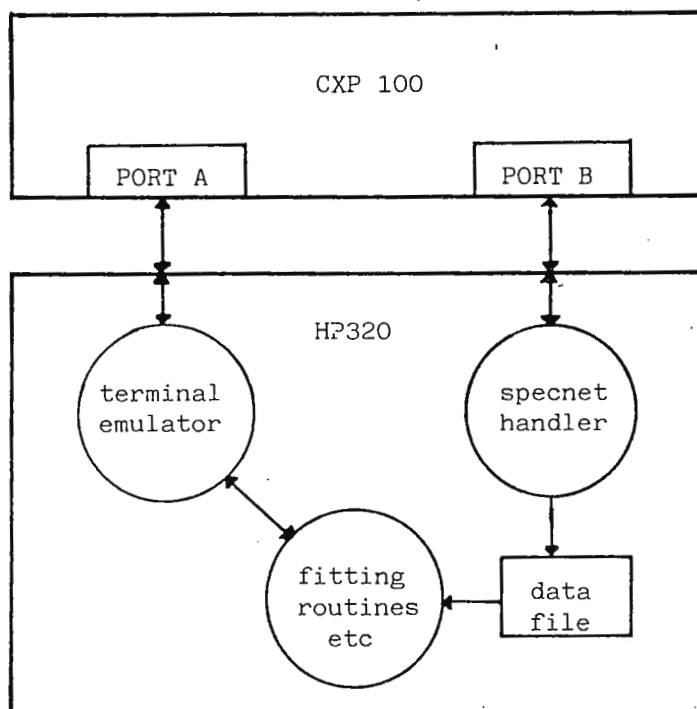 CXP 100
PORT A
PORT B
HP320
terminal
emulator
specnet
handler
fitting
routines
etc
data
file